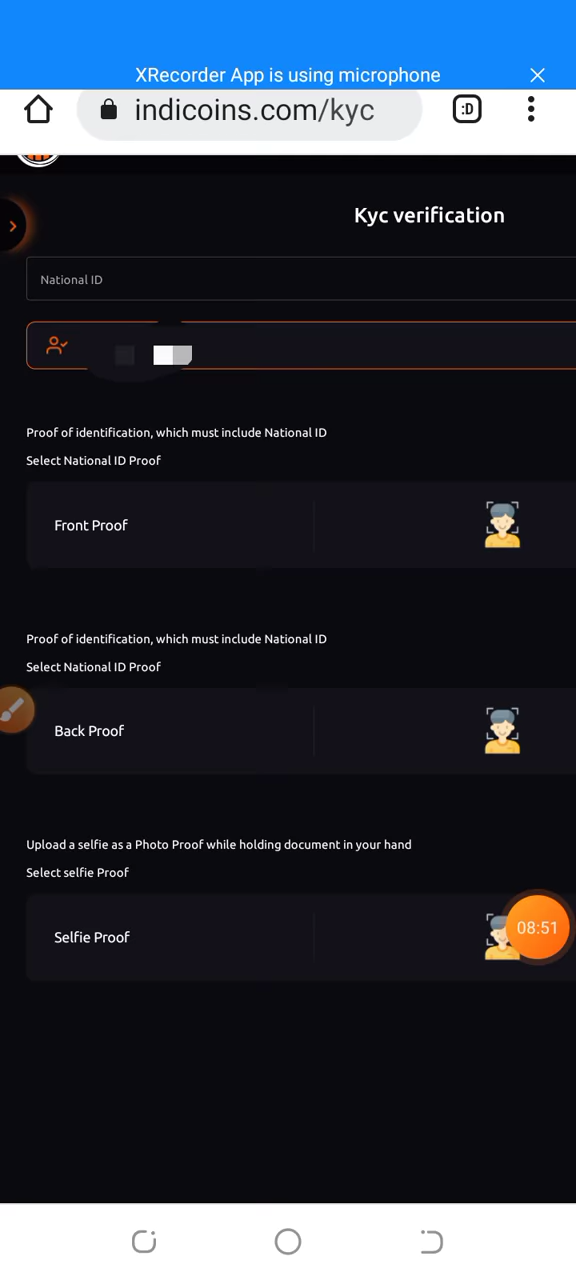 XRecorder App is using microphone
indicoins.com/kyc
:D
Kyc verification
National ID
Proof of identification, which must include National ID
Select National ID Proof
Front Proof
Proof of identification, which must include National ID
Select National ID Proof
Back Proof
Upload a selfie as a Photo Proof while holding document in your hand
Select selfie Proof
Selfie Proof
08:51